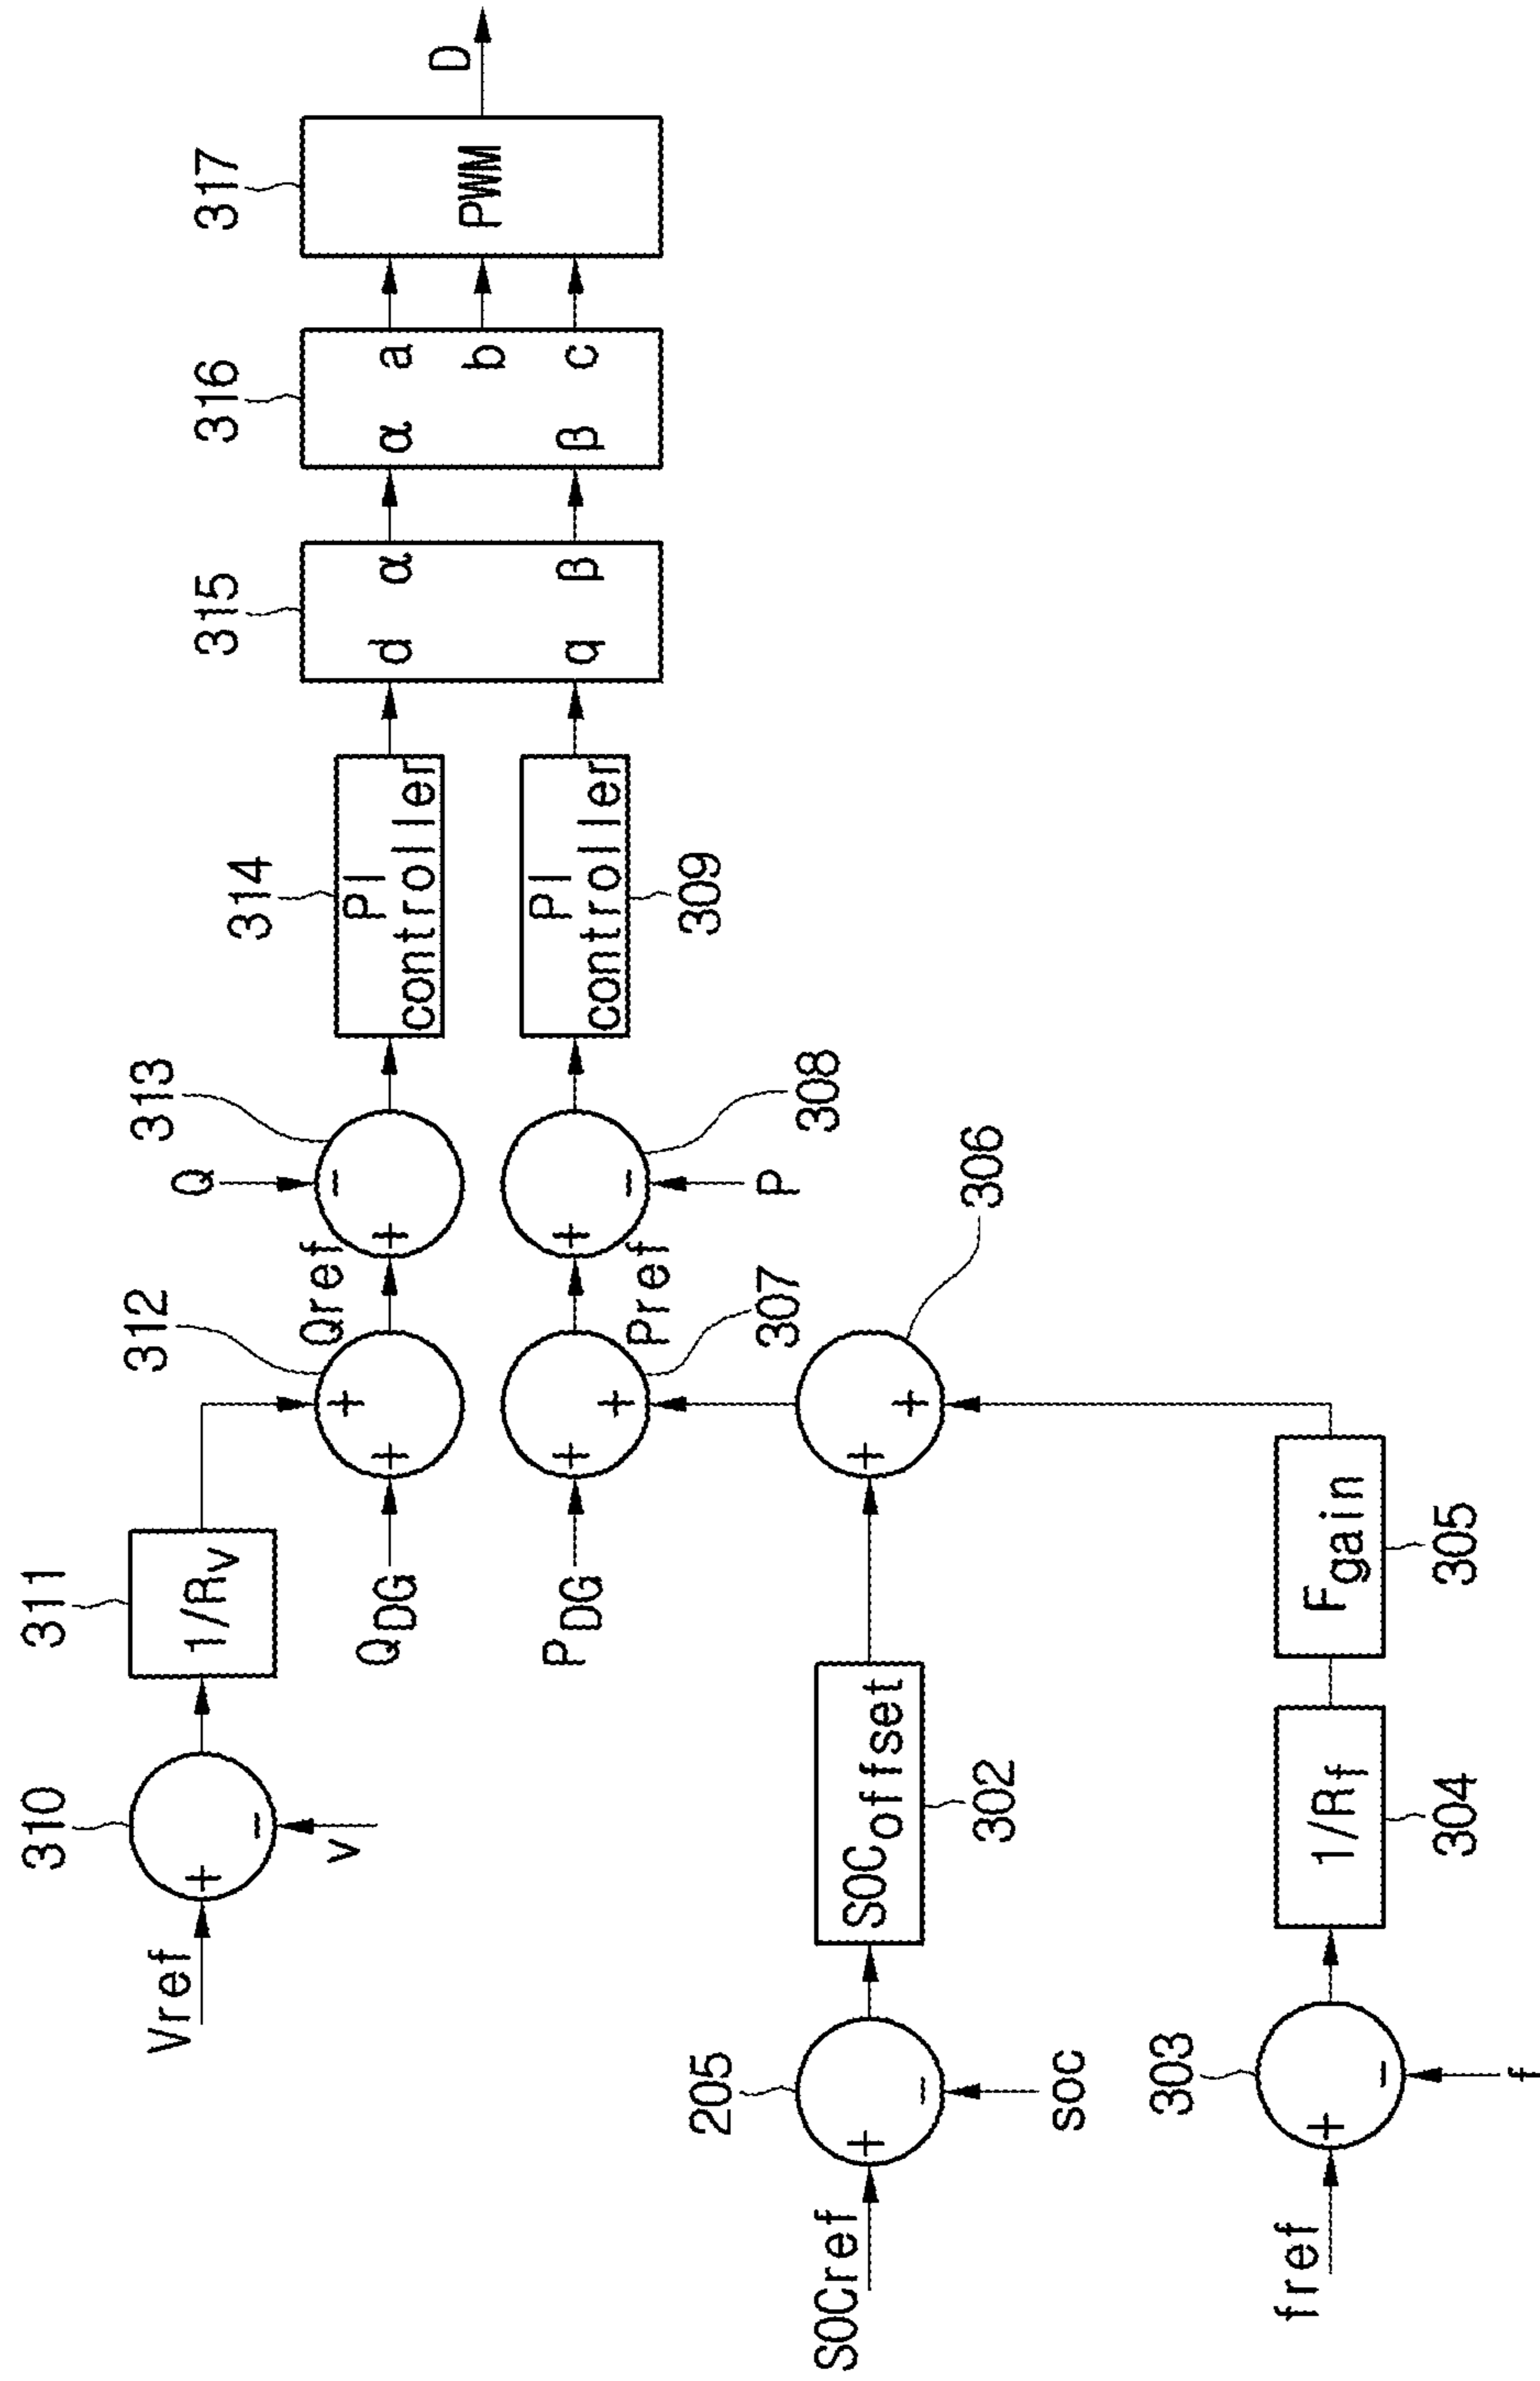 310
311
Vref
+
−
v
1/Rv
312
313
314
315
316
317
QDG
+
+
Qref
+
−
Q
PI
controller
d
α
q
β
α
a
b
β
c
PWM
D
PDG
+
+
Pref
307
+
−
P
308
PI
controller
309
205
SOCref
+
−
SOC
SOCoffset
302
+
+
306
303
fref
+
−
f
1/Rf
304
Fgain
305